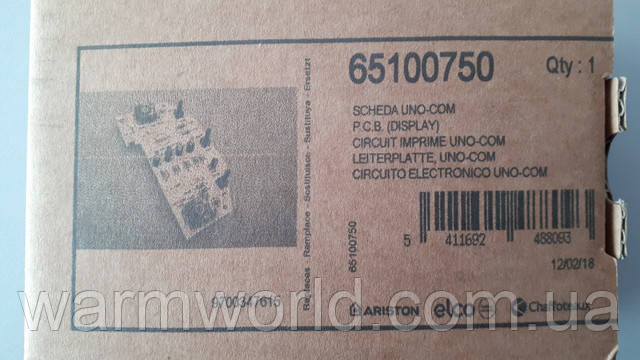 65100750 Qty : 1
SCHEDA UNO-COM
P.C.B. (DISPLAY)
CIRCUIT IMPRIME UNO-COM
LEITERPLATTE, UNO-COM
CIRCUITO ELECTRONICO UNO-COM
Replaces - Remplace - Sostituisce - Sustituye - Ersetzt
65100750
5 411692 488093
12/02/18
9700347615
ARISTON elco Chaffoteaux
warmworld.com.ua